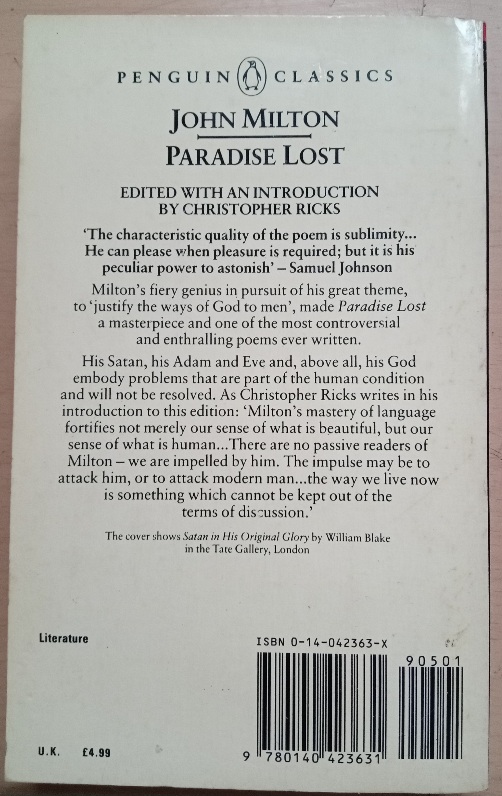 PENGUIN CLASSICS
JOHN MILTON
PARADISE LOST
EDITED WITH AN INTRODUCTION
BY CHRISTOPHER RICKS
‘The characteristic quality of the poem is sublimity...
He can please when pleasure is required; but it is his
peculiar power to astonish’ – Samuel Johnson
Milton’s fiery genius in pursuit of his great theme,
to ‘justify the ways of God to men’, made Paradise Lost
a masterpiece and one of the most controversial
and enthralling poems ever written.
His Satan, his Adam and Eve and, above all, his God
embody problems that are part of the human condition
and will not be resolved. As Christopher Ricks writes in his
introduction to this edition: ‘Milton’s mastery of language
fortifies not merely our sense of what is beautiful, but our
sense of what is human...There are no passive readers of
Milton – we are impelled by him. The impulse may be to
attack him, or to attack modern man...the way we live now
is something which cannot be kept out of the
terms of discussion.’
The cover shows Satan in His Original Glory by William Blake
in the Tate Gallery, London
Literature
ISBN 0-14-042363-X
90501
U.K. £4.99
9 780140 423631